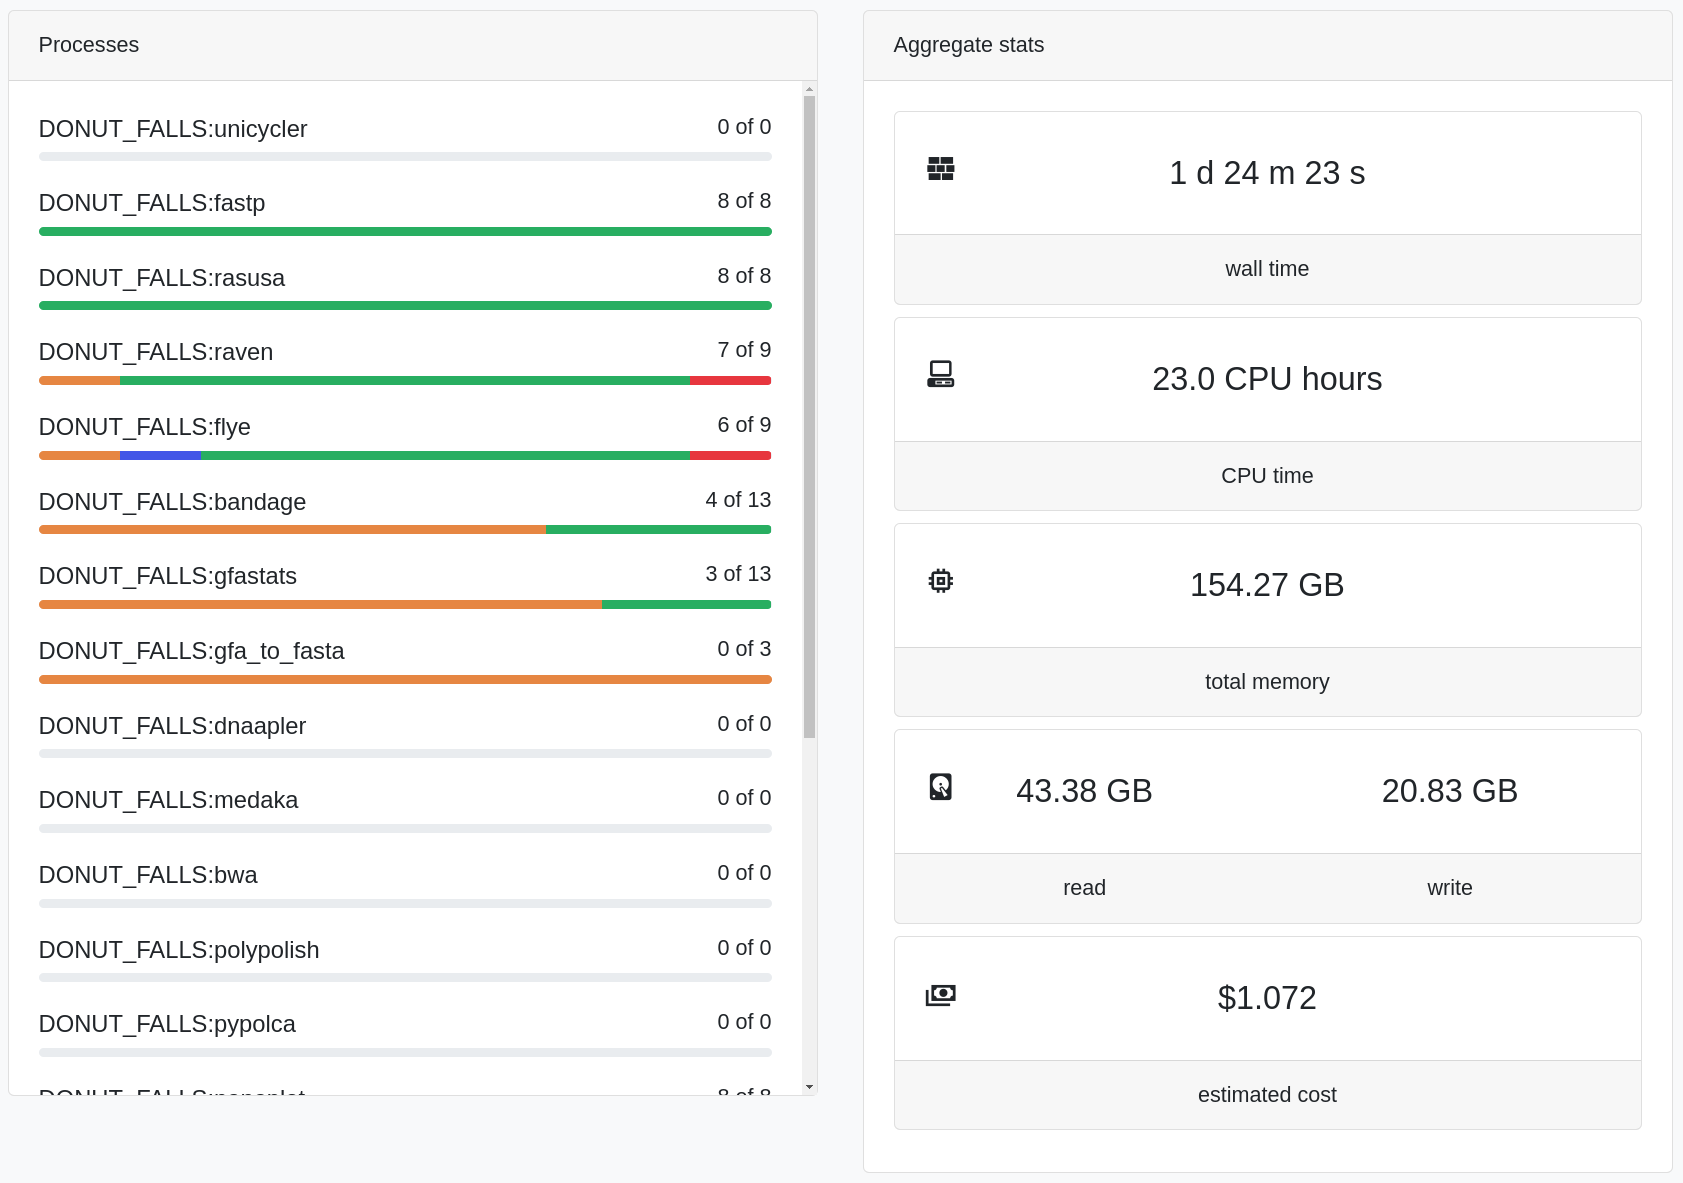 Processes
DONUT_FALLS:unicycler 0 of 0
DONUT_FALLS:fastp 8 of 8
DONUT_FALLS:rasusa 8 of 8
DONUT_FALLS:raven 7 of 9
DONUT_FALLS:flye 6 of 9
DONUT_FALLS:bandage 4 of 13
DONUT_FALLS:gfastats 3 of 13
DONUT_FALLS:gfa_to_fasta 0 of 3
DONUT_FALLS:dnaapler 0 of 0
DONUT_FALLS:medaka 0 of 0
DONUT_FALLS:bwa 0 of 0
DONUT_FALLS:polypolish 0 of 0
DONUT_FALLS:pypolca 0 of 0
DONUT_FALLS:nanoplot 8 of 8
Aggregate stats
1 d 24 m 23 s
wall time
23.0 CPU hours
CPU time
154.27 GB
total memory
43.38 GB 20.83 GB
read write
$1.072
estimated cost